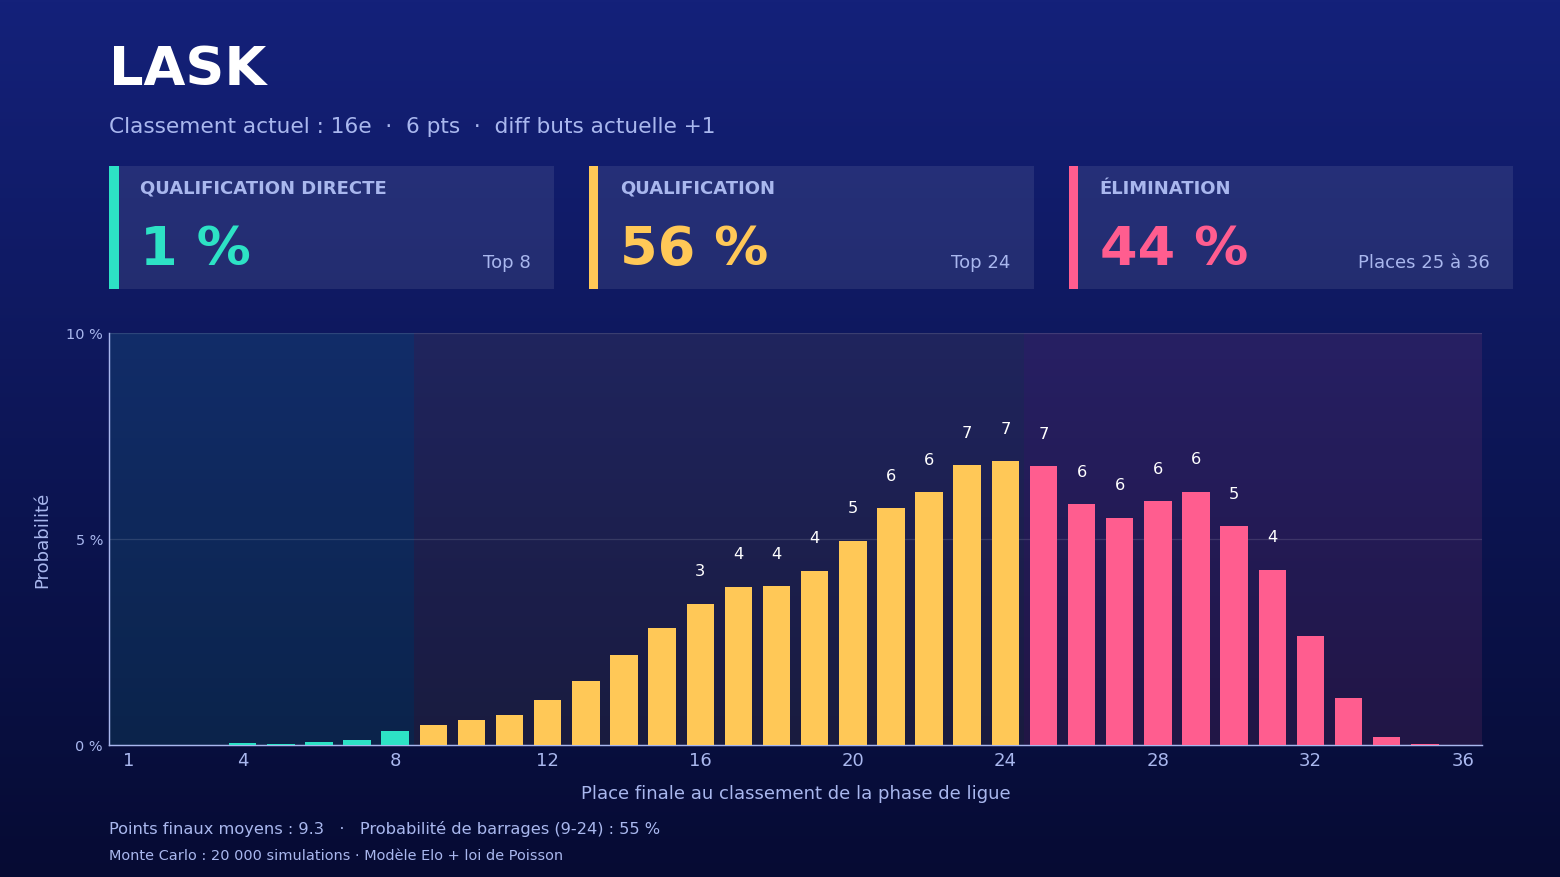 LASK
Classement actuel : 16e · 6 pts · diff buts actuelle +1
QUALIFICATION DIRECTE
1 %
Top 8
QUALIFICATION
56 %
Top 24
ÉLIMINATION
44 %
Places 25 à 36
10 %
5 %
0 %
Probabilité
3 4 4 4 5 6 6 7 7 7 6 6 6 6 5 4
1 4 8 12 16 20 24 28 32 36
Place finale au classement de la phase de ligue
Points finaux moyens : 9.3 · Probabilité de barrages (9-24) : 55 %
Monte Carlo : 20 000 simulations · Modèle Elo + loi de Poisson